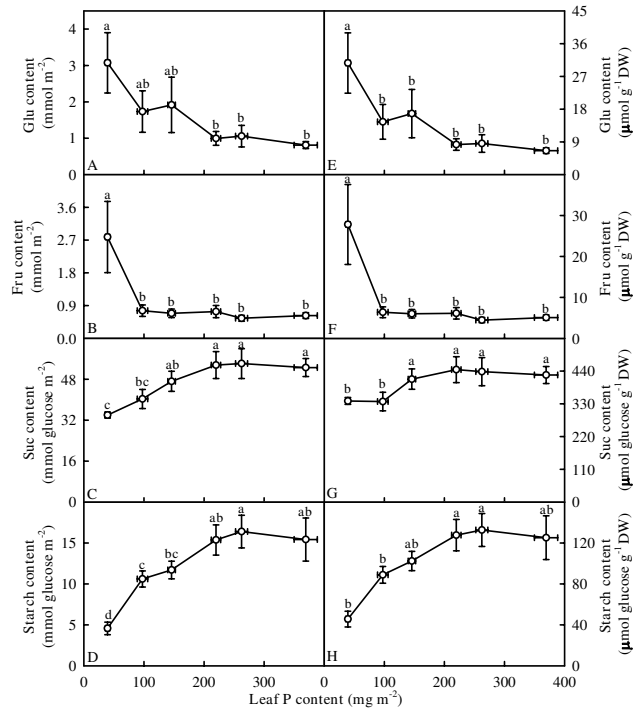 Glu content
(mmol m-2)
4
3
2
1
0
a
ab
ab
b
b
b
A
a
b
b
b
b
b
E
45
36
27
18
9
0
Glu content
(µmol g-1 DW)
Fru content
(mmol m-2)
3.6
2.7
1.8
0.9
0.0
a
b
b
b
b
b
B
a
b
b
b
b
b
F
30
20
10
0
Fru content
(µmol g-1 DW)
Suc content
(mmol glucose m-2)
48
32
16
0
c
bc
ab
a
a
a
C
b
b
a
a
a
a
G
440
330
220
110
0
Suc content
(µmol glucose g-1 DW)
Starch content
(mmol glucose m-2)
15
10
5
0
d
c
bc
ab
a
ab
D
b
b
ab
a
a
ab
H
120
80
40
0
Starch content
(µmol glucose g-1 DW)
0 100 200 300 0 100 200 300 400
Leaf P content (mg m-2)